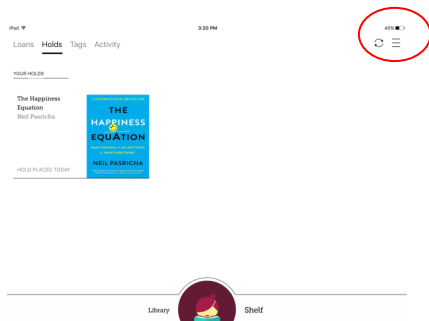 iPad
3:20 PM
45%
Loans Holds Tags Activity
YOUR HOLDS
The Happiness
Equation
Neil Pasricha
HOLD PLACED TODAY
THE
HAPPINESS
EQUATION
NEIL PASRICHA
Library
Shelf